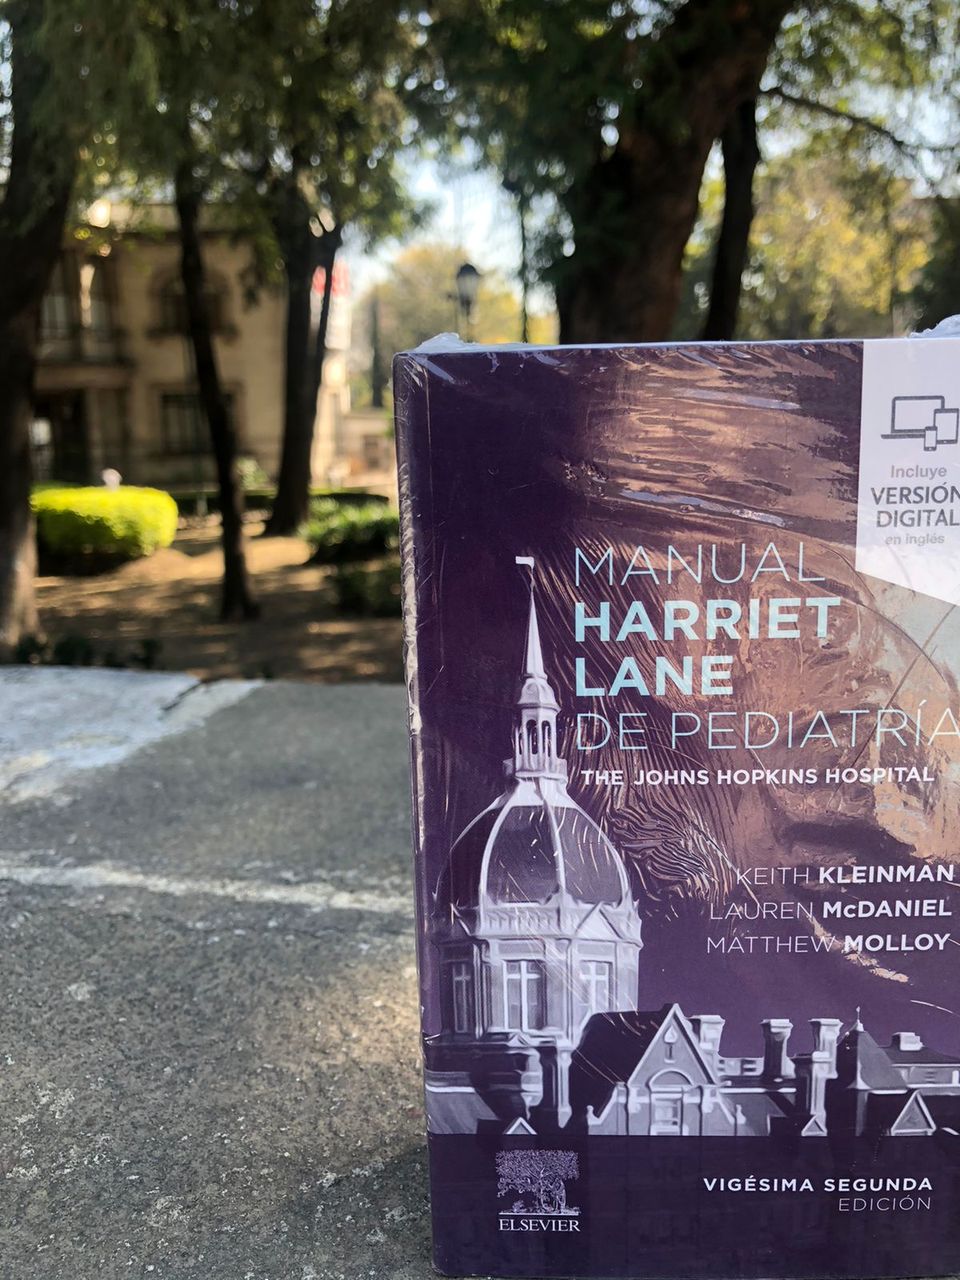 Incluye
VERSIÓN
DIGITAL
en inglés
MANUAL
HARRIET
LANE
DE PEDIATRÍA
THE JOHNS HOPKINS HOSPITAL
KEITH KLEINMAN
LAUREN McDANIEL
MATTHEW MOLLOY
ELSEVIER
VIGÉSIMA SEGUNDA
EDICIÓN